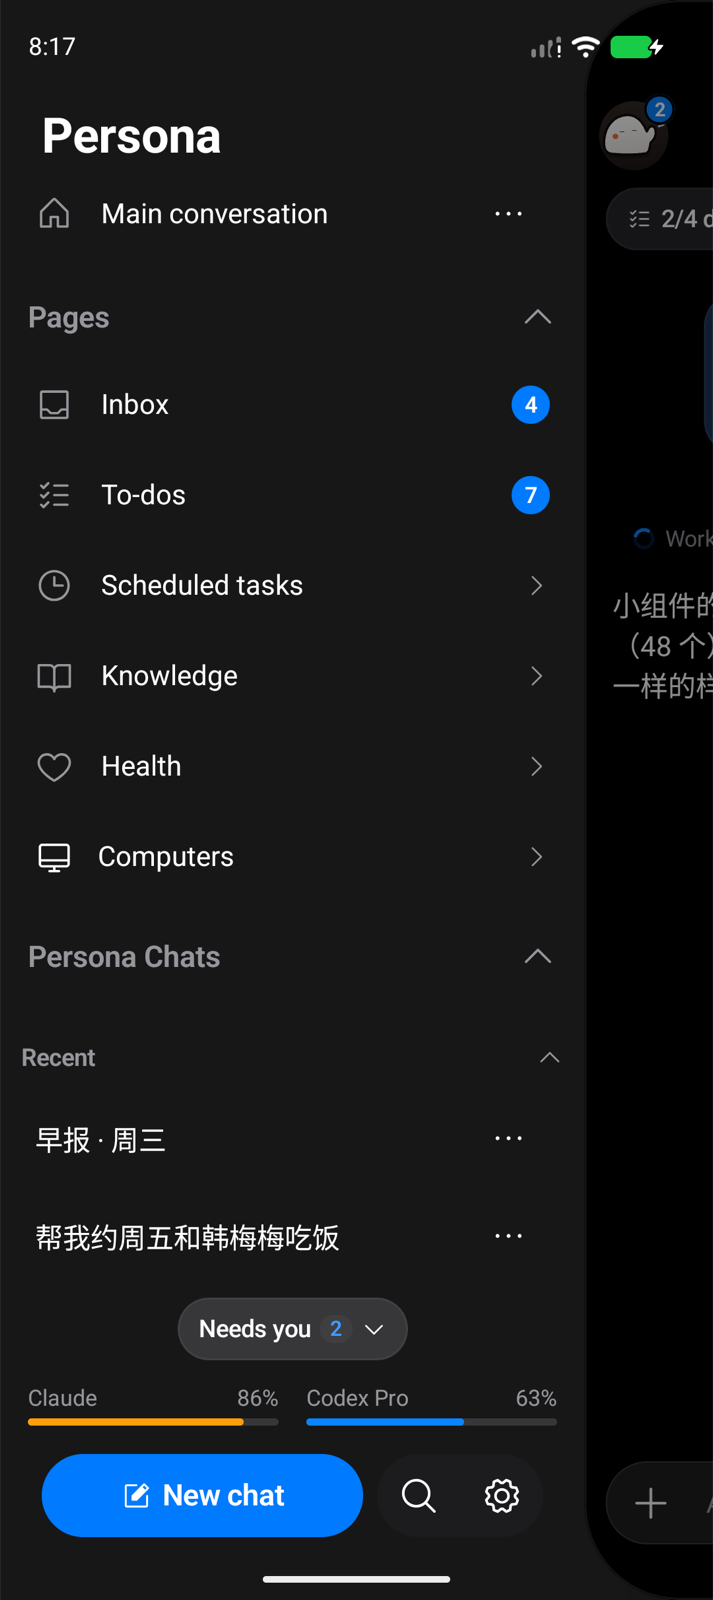 8:17
Persona
Main conversation
Pages
Inbox
4
To-dos
7
Scheduled tasks
Knowledge
Health
Computers
Persona Chats
Recent
早报 · 周三
帮我约周五和韩梅梅吃饭
Needs you 2
Claude 86%
Codex Pro 63%
New chat
2
2/4
Work
小组件的
（48 个）
一样的样